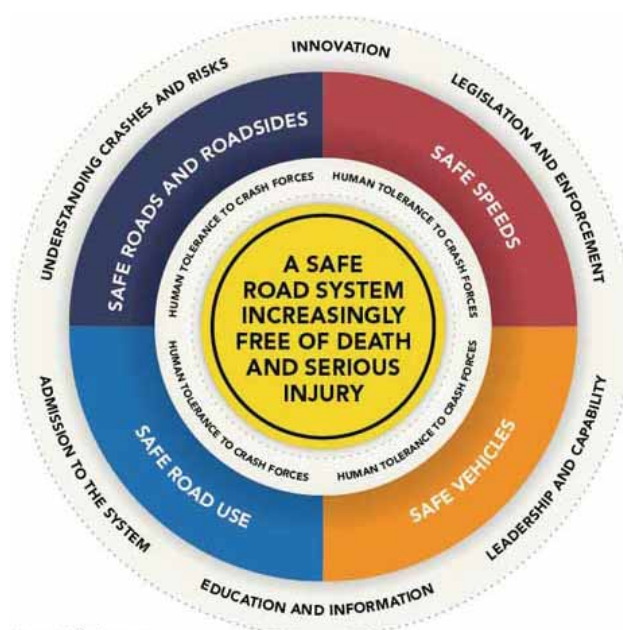 INNOVATION
LEGISLATION AND ENFORCEMENT
LEADERSHIP AND CAPABILITY
EDUCATION AND INFORMATION
ADMISSION TO THE SYSTEM
UNDERSTANDING CRASHES AND RISKS
SAFE ROADS AND ROADSIDES
SAFE SPEEDS
SAFE VEHICLES
SAFE ROAD USE
HUMAN TOLERANCE TO CRASH FORCES
HUMAN TOLERANCE TO CRASH FORCES
HUMAN TOLERANCE TO CRASH FORCES
HUMAN TOLERANCE TO CRASH FORCES
A SAFE
ROAD SYSTEM
INCREASINGLY
FREE OF DEATH
AND SERIOUS
INJURY